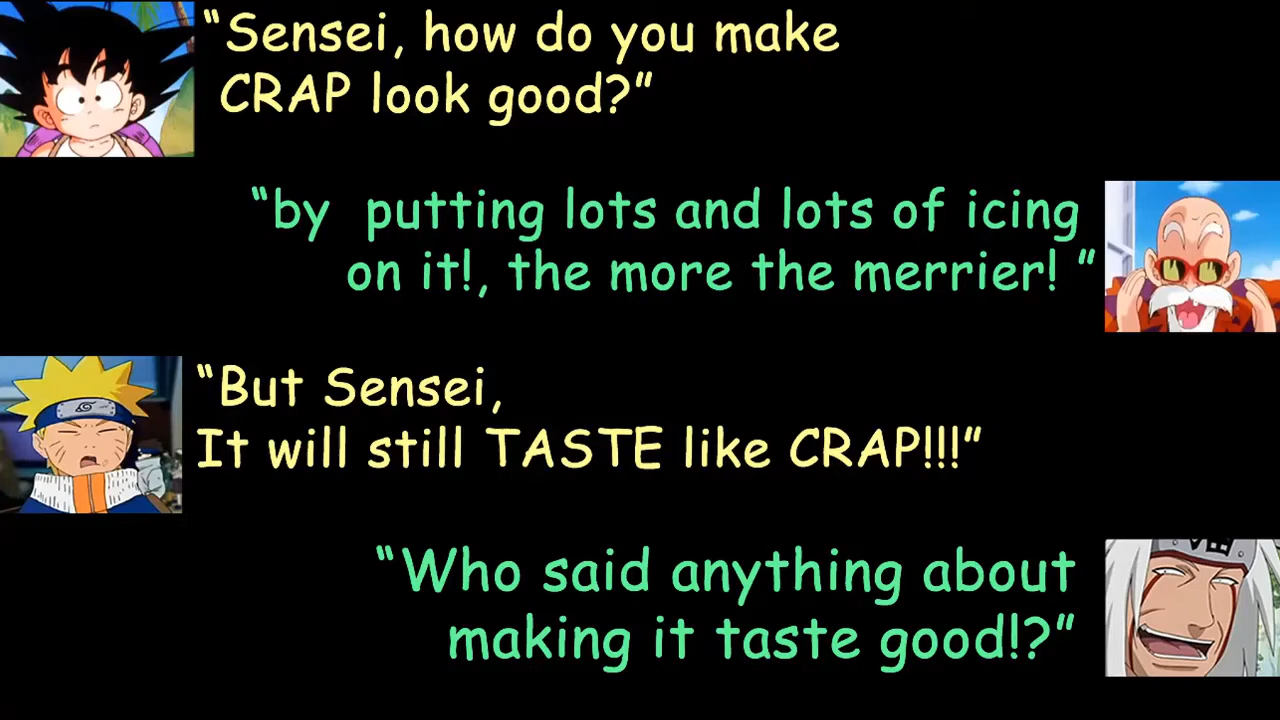 “Sensei, how do you make
CRAP look good?”
“by putting lots and lots of icing
on it!, the more the merrier! ”
“But Sensei,
It will still TASTE like CRAP!!!”
“Who said anything about
making it taste good!?”